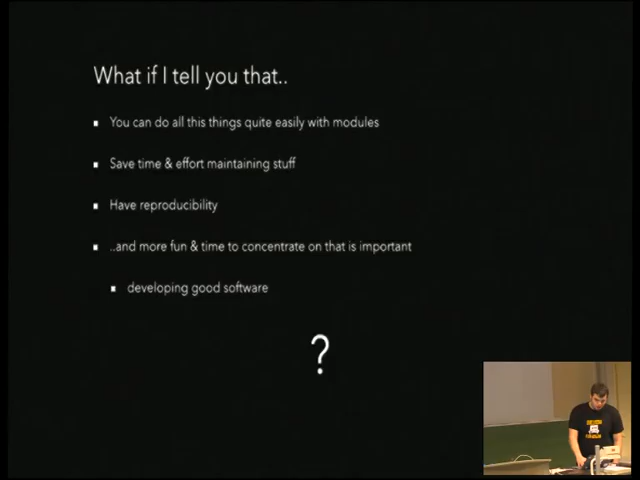 What if I tell you that..
You can do all this things quite easily with modules
Save time & effort maintaining stuff
Have reproducibility
..and more fun & time to concentrate on that is important
developing good software
?